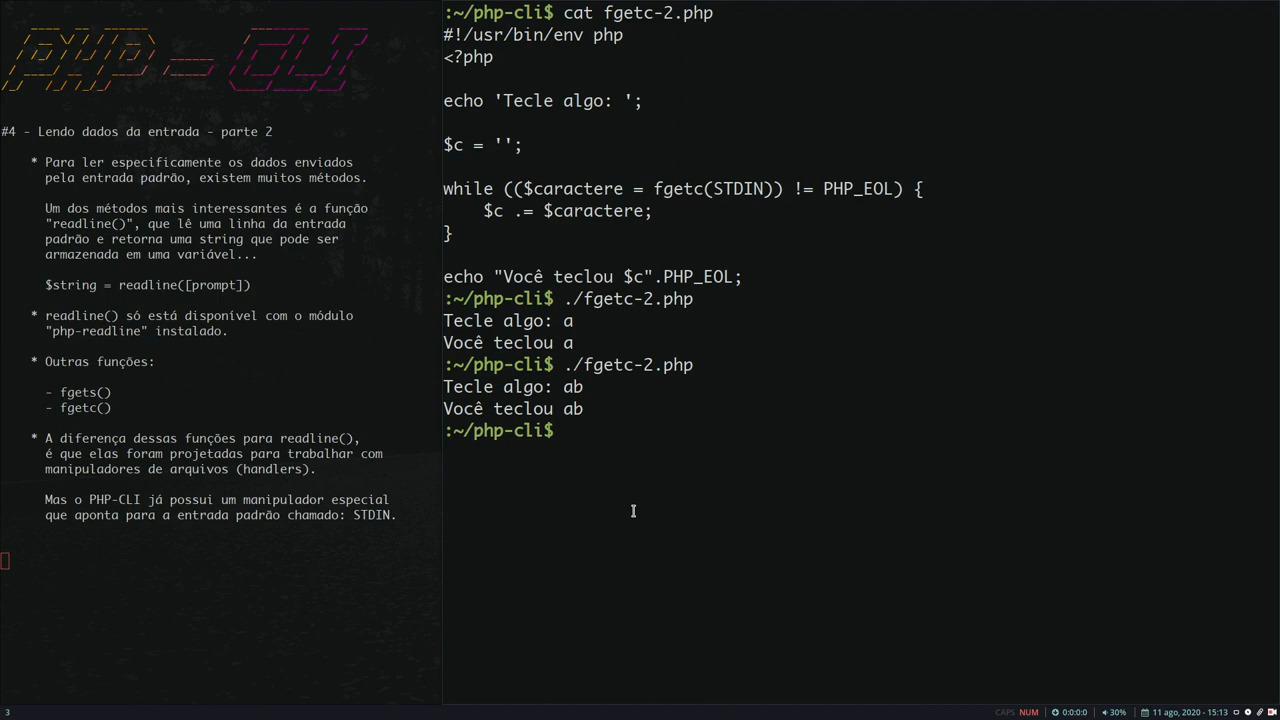 PHP-CLI
#4 - Lendo dados da entrada - parte 2
* Para ler especificamente os dados enviados
pela entrada padrão, existem muitos métodos.
Um dos métodos mais interessantes é a função
"readline()", que lê uma linha da entrada
padrão e retorna uma string que pode ser
armazenada em uma variável...
$string = readline([prompt])
* readline() só está disponível com o módulo
"php-readline" instalado.
* Outras funções:
- fgets()
- fgetc()
* A diferença dessas funções para readline(),
é que elas foram projetadas para trabalhar com
manipuladores de arquivos (handlers).
Mas o PHP-CLI já possui um manipulador especial
que aponta para a entrada padrão chamado: STDIN.
:~/php-cli$ cat fgetc-2.php
#!/usr/bin/env php
<?php
echo 'Tecle algo: ';
$c = '';
while (($caractere = fgetc(STDIN)) != PHP_EOL) {
    $c .= $caractere;
}
echo "Você teclou $c".PHP_EOL;
:~/php-cli$ ./fgetc-2.php
Tecle algo: a
Você teclou a
:~/php-cli$ ./fgetc-2.php
Tecle algo: ab
Você teclou ab
:~/php-cli$
3
CAPS NUM 0:0:0:0 30% 11 ago, 2020 - 15:13